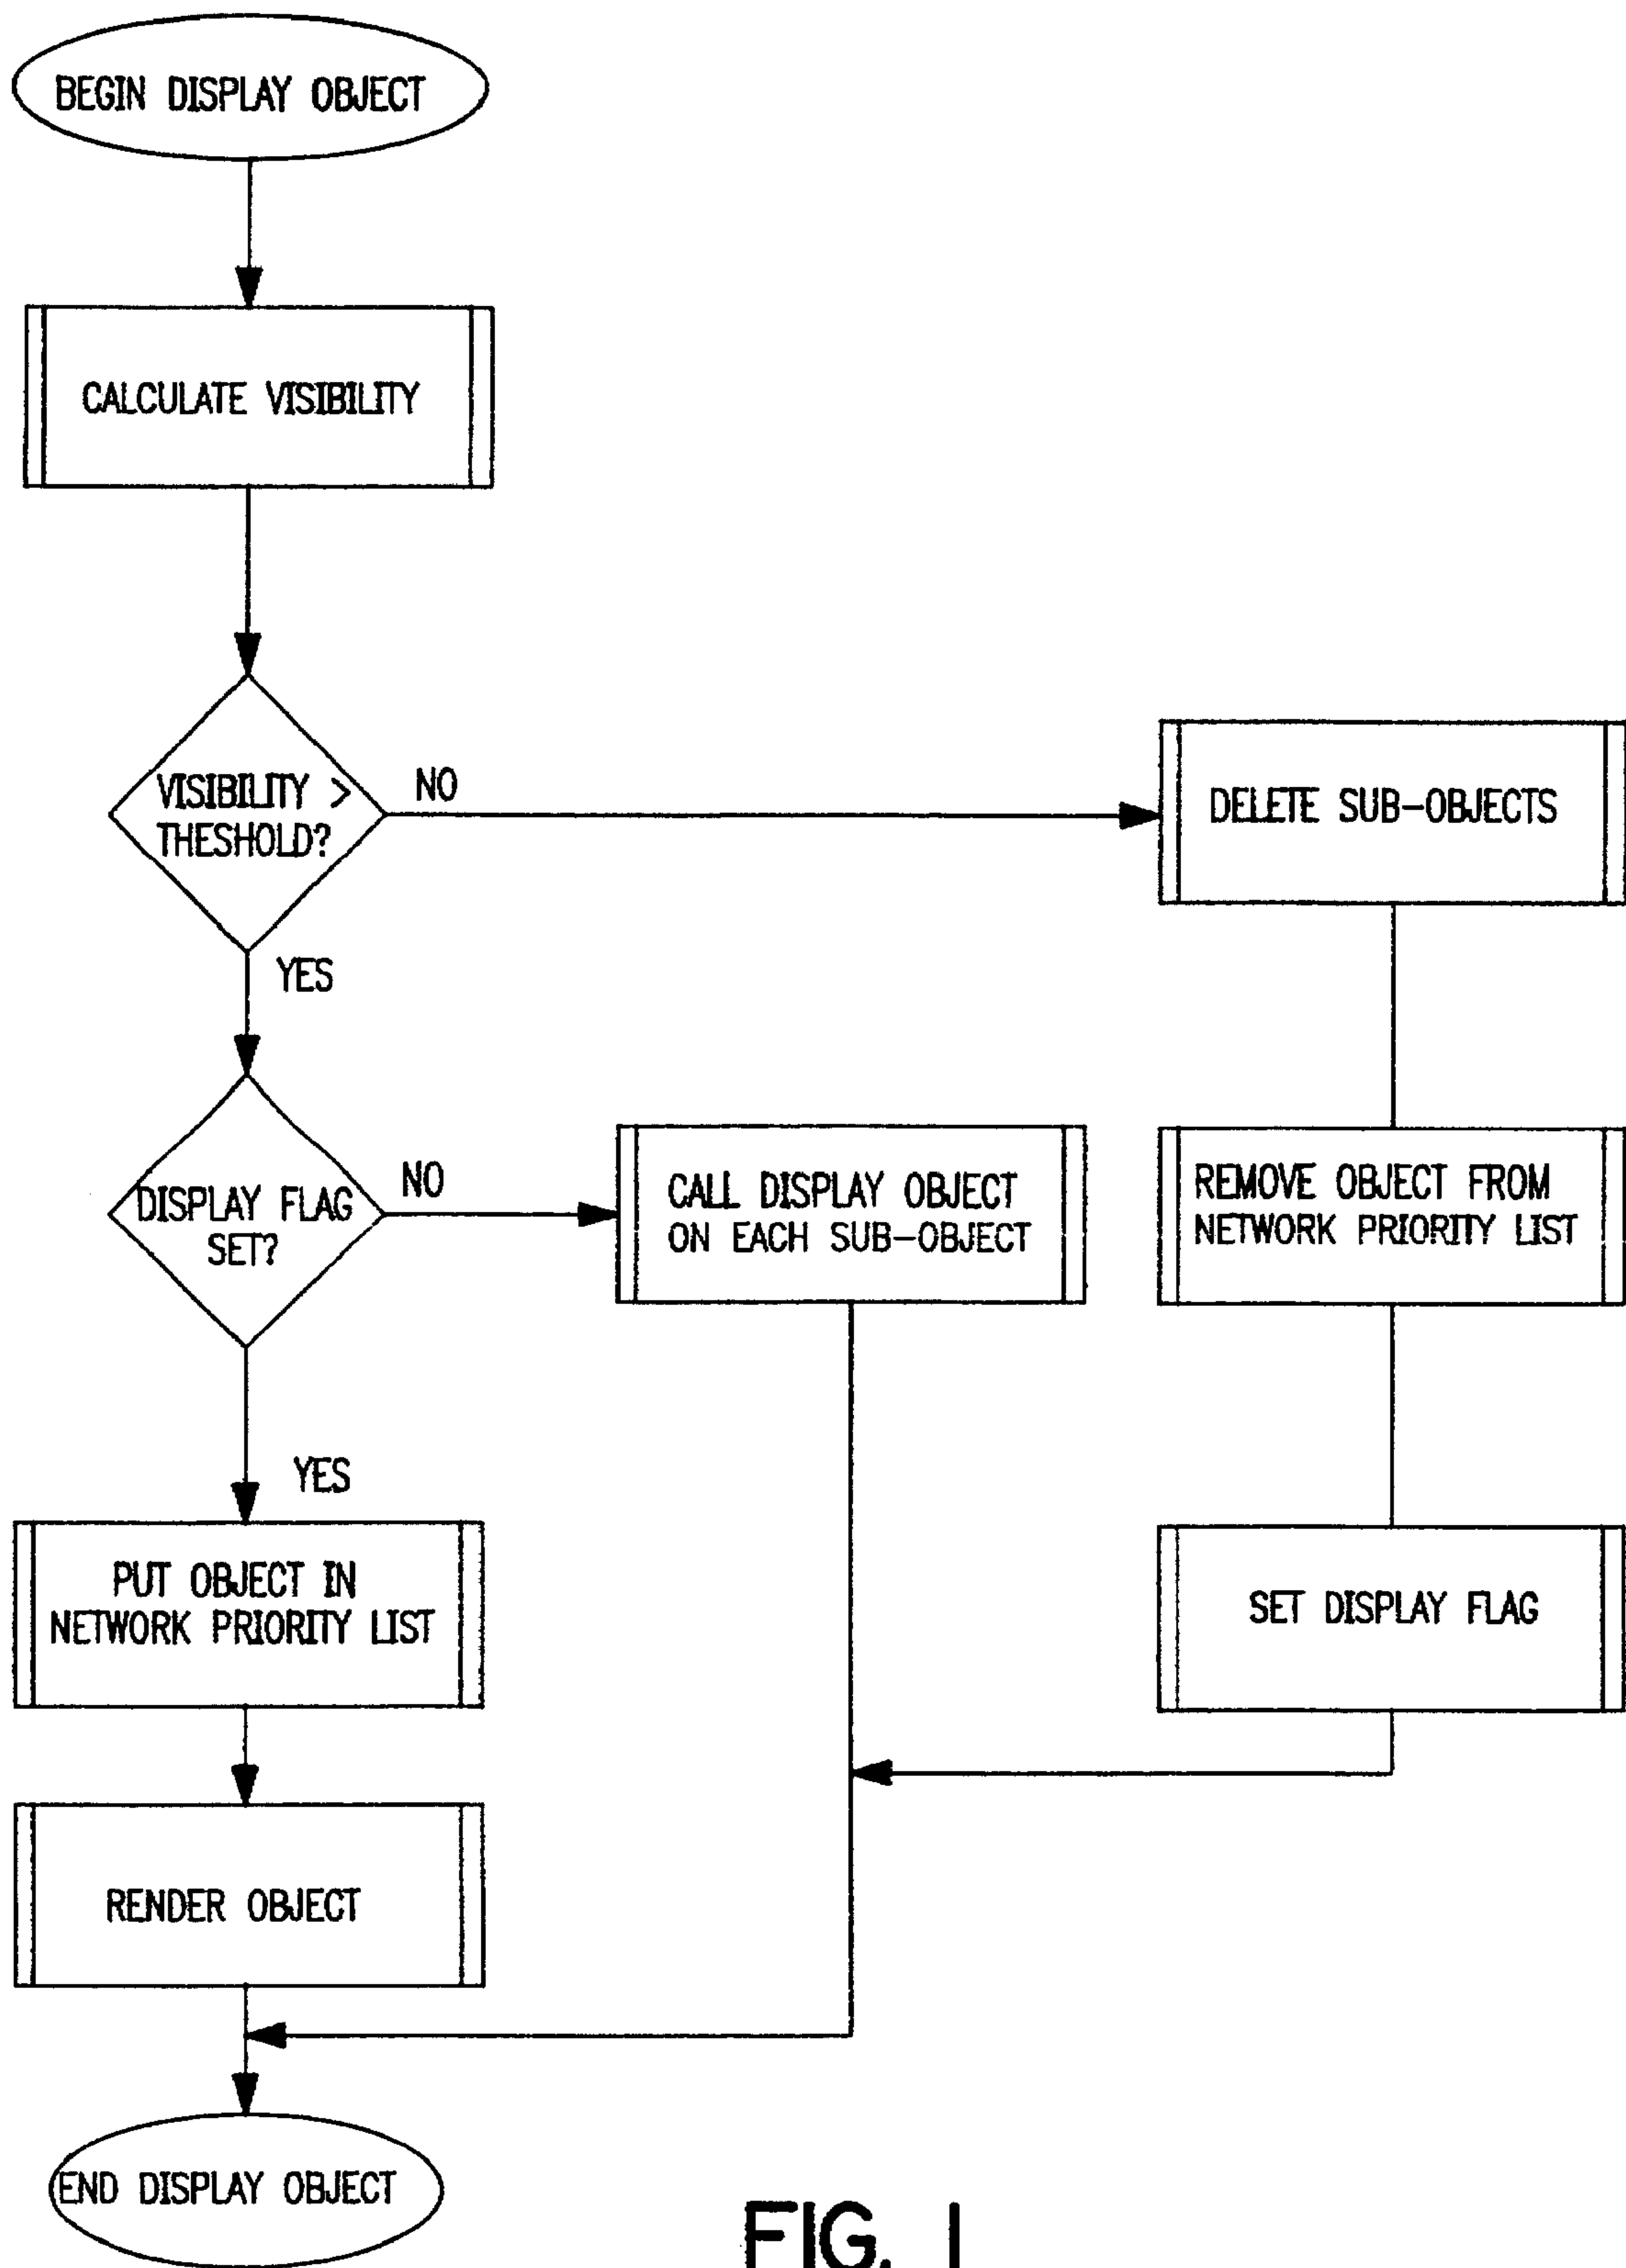 BEGIN DISPLAY OBJECT
CALCULATE VISIBILITY
VISIBILITY >
THESHOLD?
NO
DELETE SUB-OBJECTS
YES
DISPLAY FLAG
SET?
NO
CALL DISPLAY OBJECT
ON EACH SUB-OBJECT
REMOVE OBJECT FROM
NETWORK PRIORITY LIST
YES
PUT OBJECT IN
NETWORK PRIORITY LIST
SET DISPLAY FLAG
RENDER OBJECT
END DISPLAY OBJECT
FIG. 1